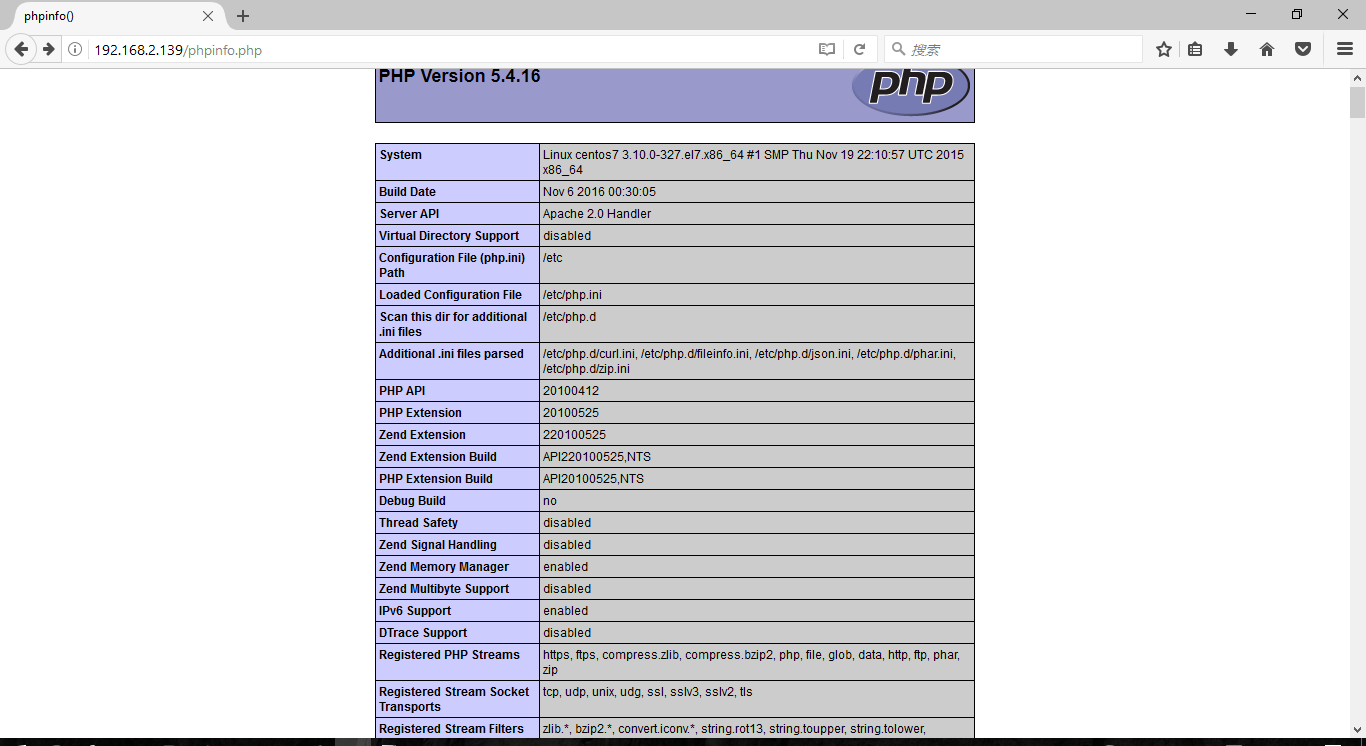 phpinfo()
192.168.2.139/phpinfo.php
搜索
PHP Version 5.4.16
php
System
Linux centos7 3.10.0-327.el7.x86_64 #1 SMP Thu Nov 19 22:10:57 UTC 2015
x86_64
Build Date
Nov 6 2016 00:30:05
Server API
Apache 2.0 Handler
Virtual Directory Support
disabled
Configuration File (php.ini)
Path
/etc
Loaded Configuration File
/etc/php.ini
Scan this dir for additional
.ini files
/etc/php.d
Additional .ini files parsed
/etc/php.d/curl.ini, /etc/php.d/fileinfo.ini, /etc/php.d/json.ini, /etc/php.d/phar.ini,
/etc/php.d/zip.ini
PHP API
20100412
PHP Extension
20100525
Zend Extension
220100525
Zend Extension Build
API220100525,NTS
PHP Extension Build
API20100525,NTS
Debug Build
no
Thread Safety
disabled
Zend Signal Handling
disabled
Zend Memory Manager
enabled
Zend Multibyte Support
disabled
IPv6 Support
enabled
DTrace Support
disabled
Registered PHP Streams
https, ftps, compress.zlib, compress.bzip2, php, file, glob, data, http, ftp, phar,
zip
Registered Stream Socket
Transports
tcp, udp, unix, udg, ssl, sslv3, sslv2, tls
Registered Stream Filters
zlib.*, bzip2.*, convert.iconv.*, string.rot13, string.toupper, string.tolower,